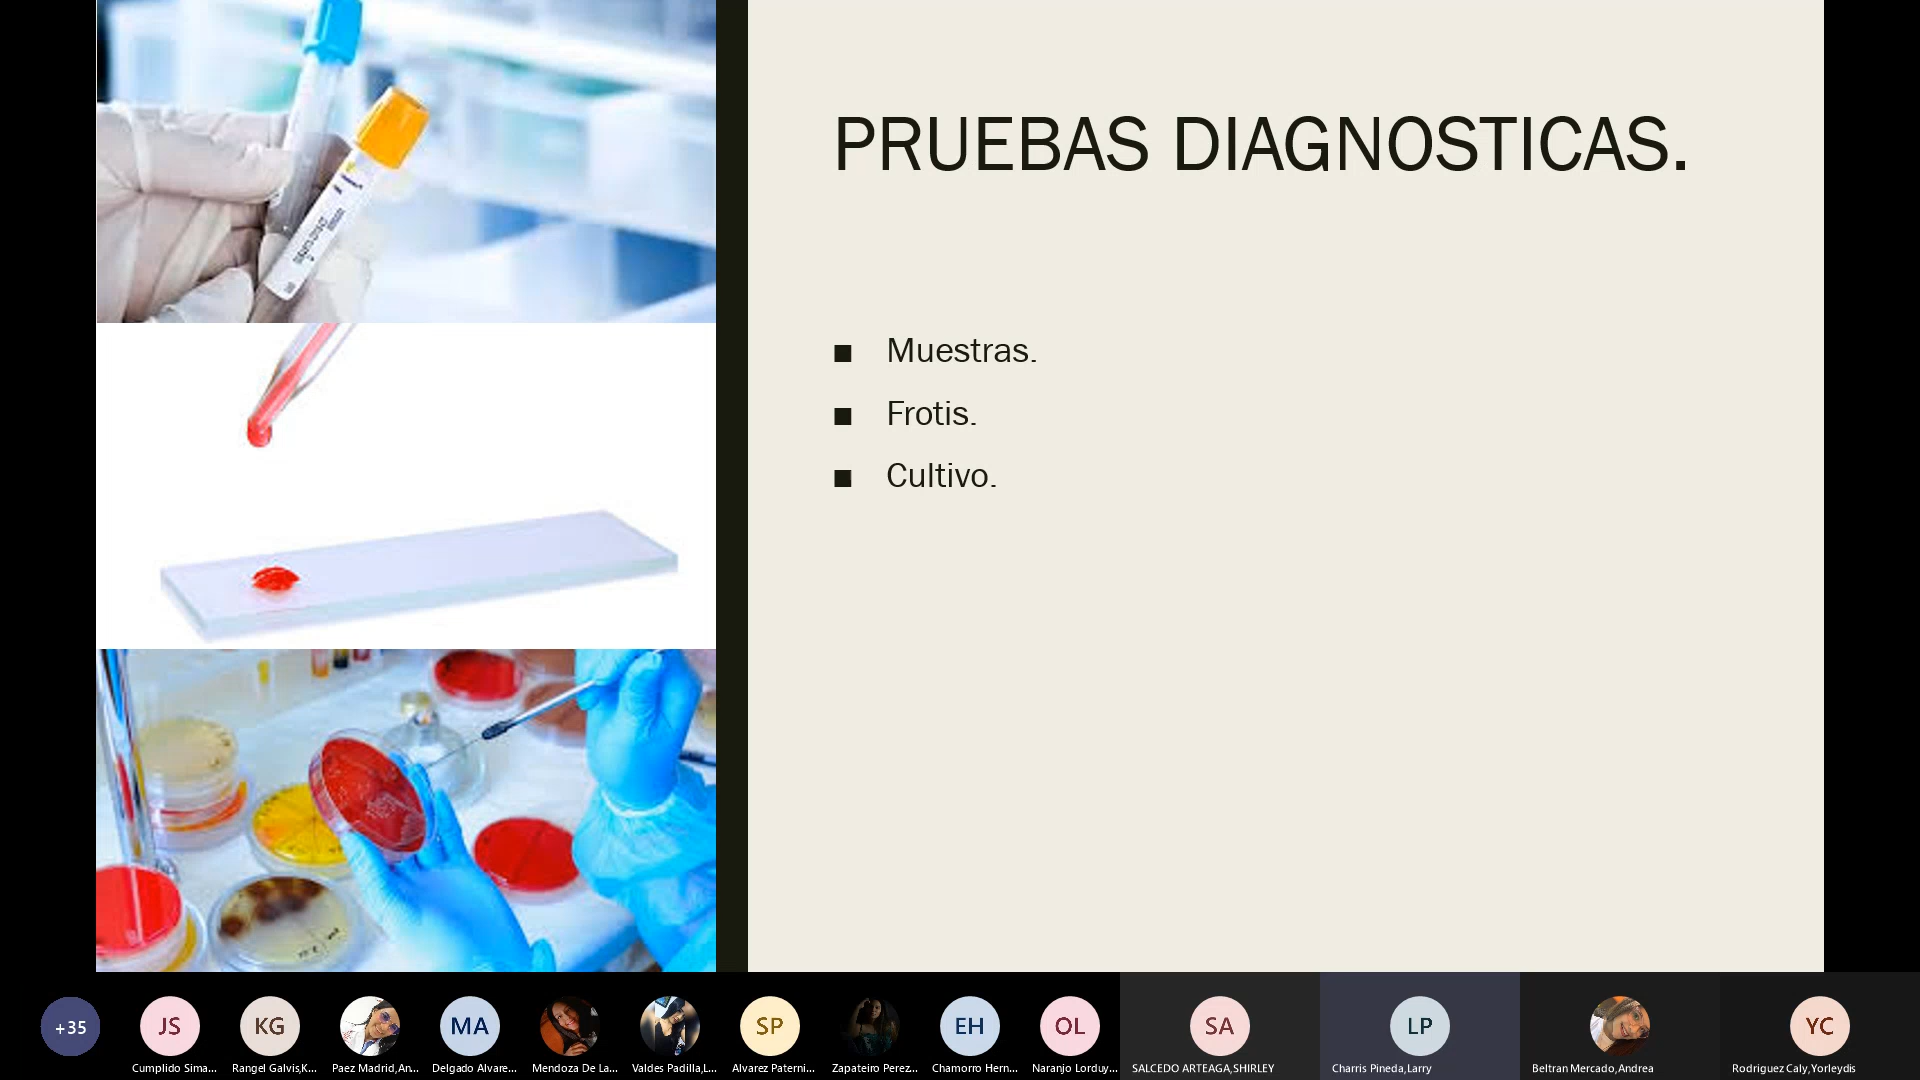 PRUEBAS DIAGNOSTICAS.
■ Muestras.
■ Frotis.
■ Cultivo.
+35
JS
KG
MA
SP
EH
OL
SA
LP
YC
Cumplido Sima...
Rangel Galvis,K...
Paez Madrid,An...
Delgado Alvare...
Mendoza De La...
Valdes Padilla,L...
Alvarez Paterni...
Zapateiro Perez...
Chamorro Hern...
Naranjo Lorduy...
SALCEDO ARTEAGA,SHIRLEY
Charris Pineda,Larry
Beltran Mercado,Andrea
Rodriguez Caly,Yorleydis